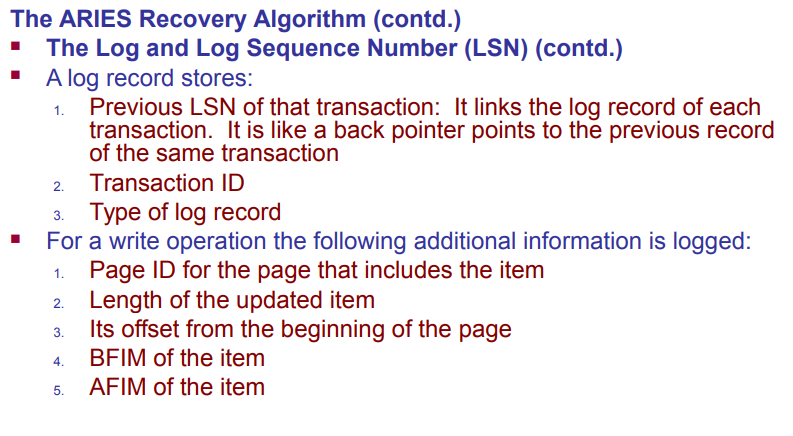 The ARIES Recovery Algorithm (contd.)
▪ The Log and Log Sequence Number (LSN) (contd.)
▪ A log record stores:
1. Previous LSN of that transaction: It links the log record of each
transaction. It is like a back pointer points to the previous record
of the same transaction
2. Transaction ID
3. Type of log record
▪ For a write operation the following additional information is logged:
1. Page ID for the page that includes the item
2. Length of the updated item
3. Its offset from the beginning of the page
4. BFIM of the item
5. AFIM of the item